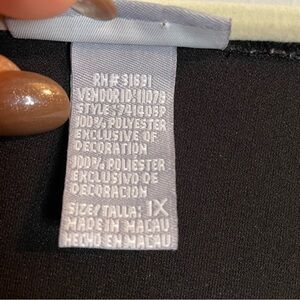 RN#31631
VENDOR ID: 11078
STYLE: 741406P
100% POLYESTER
EXCLUSIVE OF
DECORATION
100% POLIESTER
EXCLUSIVO DE
DECORACION
SIZE/TALLA: 1X
MADE IN MACAU
HECHO EN MACAU